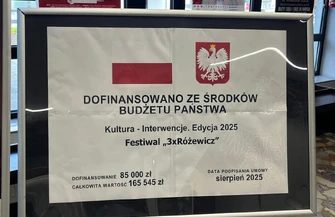 DOFINANSOWANO ZE ŚRODKÓW
BUDŻETU PAŃSTWA
Kultura - Interwencje. Edycja 2025
Festiwal „3xRóżewicz”
DOFINANSOWANIE 85 000 zł
CAŁKOWITA WARTOŚĆ 165 545 zł
DATA PODPISANIA UMOWY
sierpień 2025